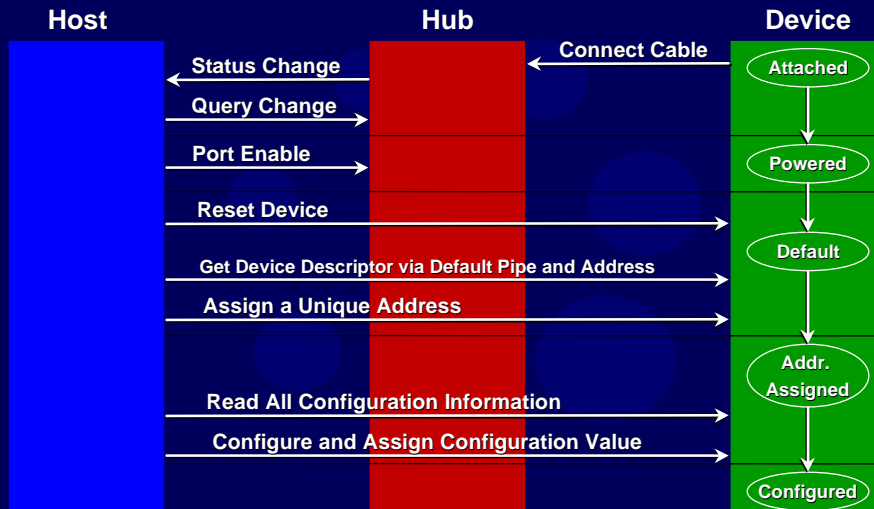 Host Hub Device
Connect Cable
Status Change
Attached
Query Change
Port Enable
Powered
Reset Device
Default
Get Device Descriptor via Default Pipe and Address
Assign a Unique Address
Addr.
Assigned
Read All Configuration Information
Configure and Assign Configuration Value
Configured